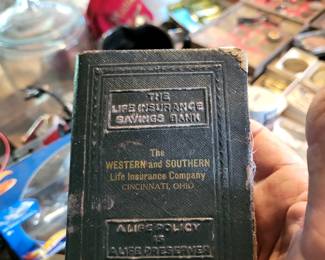 THE
LIFE INSURANCE
SAVINGS BANK
The
WESTERN and SOUTHERN
Life Insurance Company
CINCINNATI, OHIO
A LIFE POLICY
IS
A LIFE PRESERVER